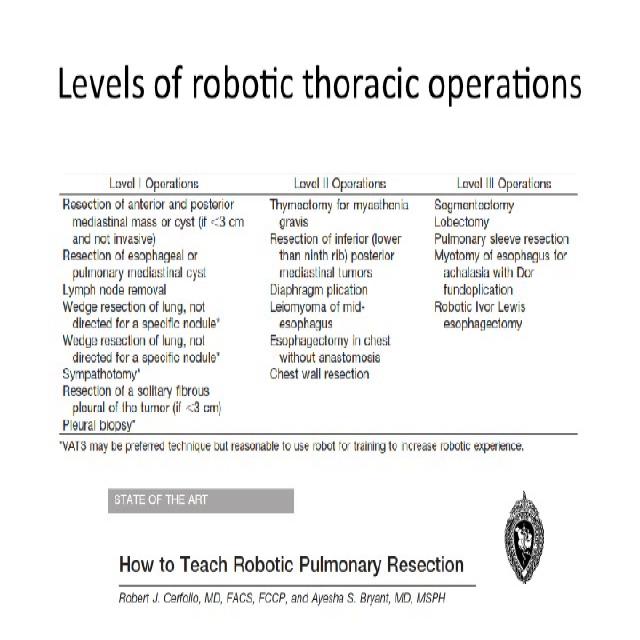 Levels of robotic thoracic operations
Level I Operations
Resection of anterior and posterior
mediastinal mass or cyst (if <3 cm
and not invasive)
Resection of esophageal or
pulmonary mediastinal cyst
Lymph node removal
Wedge resection of lung, not
directed for a specific nodule*
Wedge resection of lung, not
directed for a specific nodule*
Sympathotomy*
Resection of a solitary fibrous
pleural of the tumor (if <3 cm)
Pleural biopsy*
Level II Operations
Thymectomy for myasthenia
gravis
Resection of inferior (lower
than ninth rib) posterior
mediastinal tumors
Diaphragm plication
Leiomyoma of mid-
esophagus
Esophagectomy in chest
without anastomosis
Chest wall resection
Level III Operations
Segmentectomy
Lobectomy
Pulmonary sleeve resection
Myotomy of esophagus for
achalasia with Dor
fundoplication
Robotic Ivor Lewis
esophagectomy
*VATS may be preferred technique but reasonable to use robot for training to increase robotic experience.
STATE OF THE ART
How to Teach Robotic Pulmonary Resection
Robert J. Cerfolio, MD, FACS, FCCP, and Ayesha S. Bryant, MD, MSPH